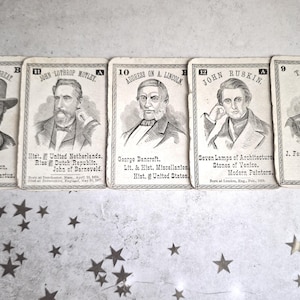 B
11 A
JOHN LOTHROP MOTLEY.
Hist. of United Netherlands.
Rise of Dutch Republic,
John of Barneveld.
10 B
ADDRESS ON A. LINCOLN
George Bancroft.
Lit. & Hist. Miscellanies
Hist. of United States
12 A
JOHN RUSKIN.
Seven Lamps of Architecture
Stones of Venice.
Modern Painters.
9
J. Fe